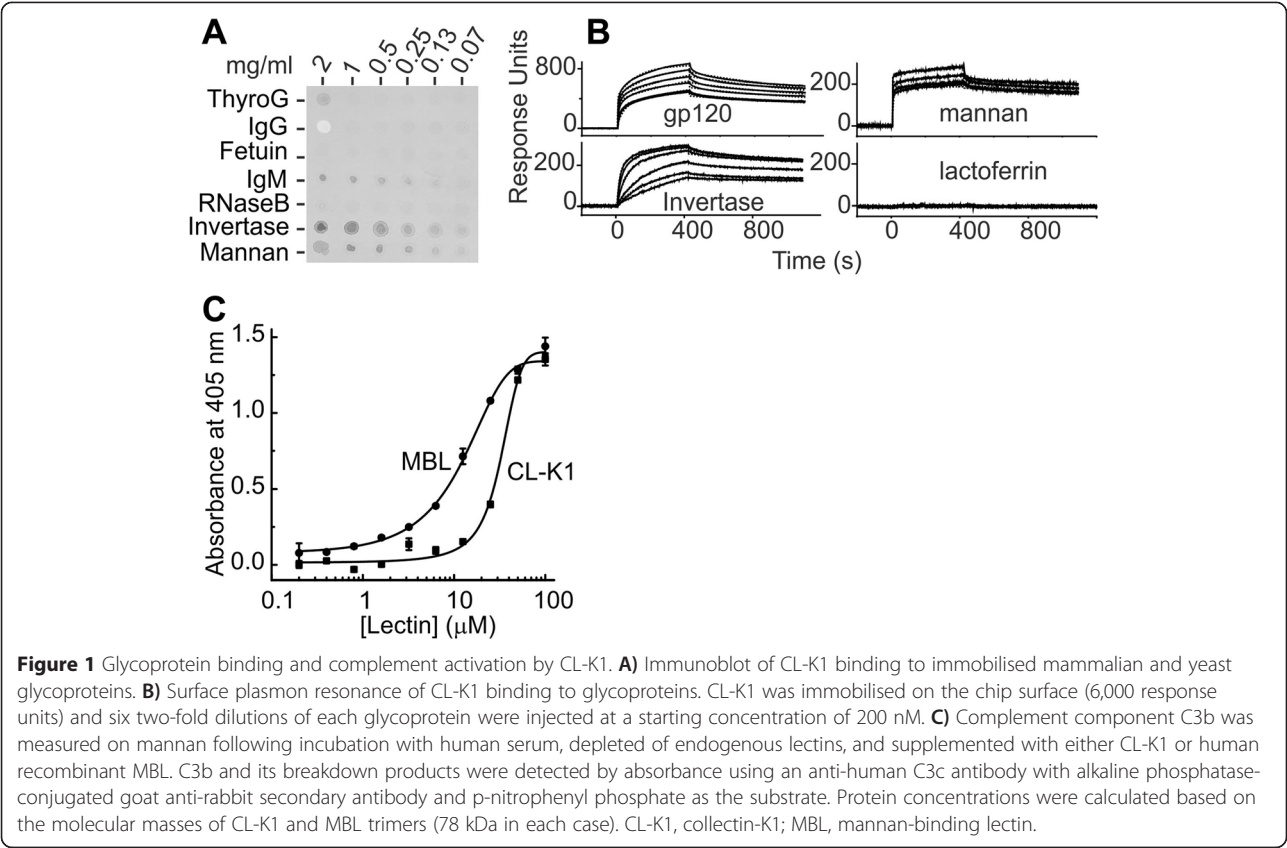 A
mg/ml
2 1 0.5 0.25 0.13 0.07
ThyroG
IgG
Fetuin
IgM
RNaseB
Invertase
Mannan
B
Response Units
800
0
gp120
200
0
mannan
200
0
Invertase
200
0
lactoferrin
0 400 800
0 400 800
Time (s)
C
Absorbance at 405 nm
1.5
1.0
0.5
0.0
MBL
CL-K1
0.1 1 10 100
[Lectin] (μM)
Figure 1 Glycoprotein binding and complement activation by CL-K1. A) Immunoblot of CL-K1 binding to immobilised mammalian and yeast
glycoproteins. B) Surface plasmon resonance of CL-K1 binding to glycoproteins. CL-K1 was immobilised on the chip surface (6,000 response
units) and six two-fold dilutions of each glycoprotein were injected at a starting concentration of 200 nM. C) Complement component C3b was
measured on mannan following incubation with human serum, depleted of endogenous lectins, and supplemented with either CL-K1 or human
recombinant MBL. C3b and its breakdown products were detected by absorbance using an anti-human C3c antibody with alkaline phosphatase-
conjugated goat anti-rabbit secondary antibody and p-nitrophenyl phosphate as the substrate. Protein concentrations were calculated based on
the molecular masses of CL-K1 and MBL trimers (78 kDa in each case). CL-K1, collectin-K1; MBL, mannan-binding lectin.